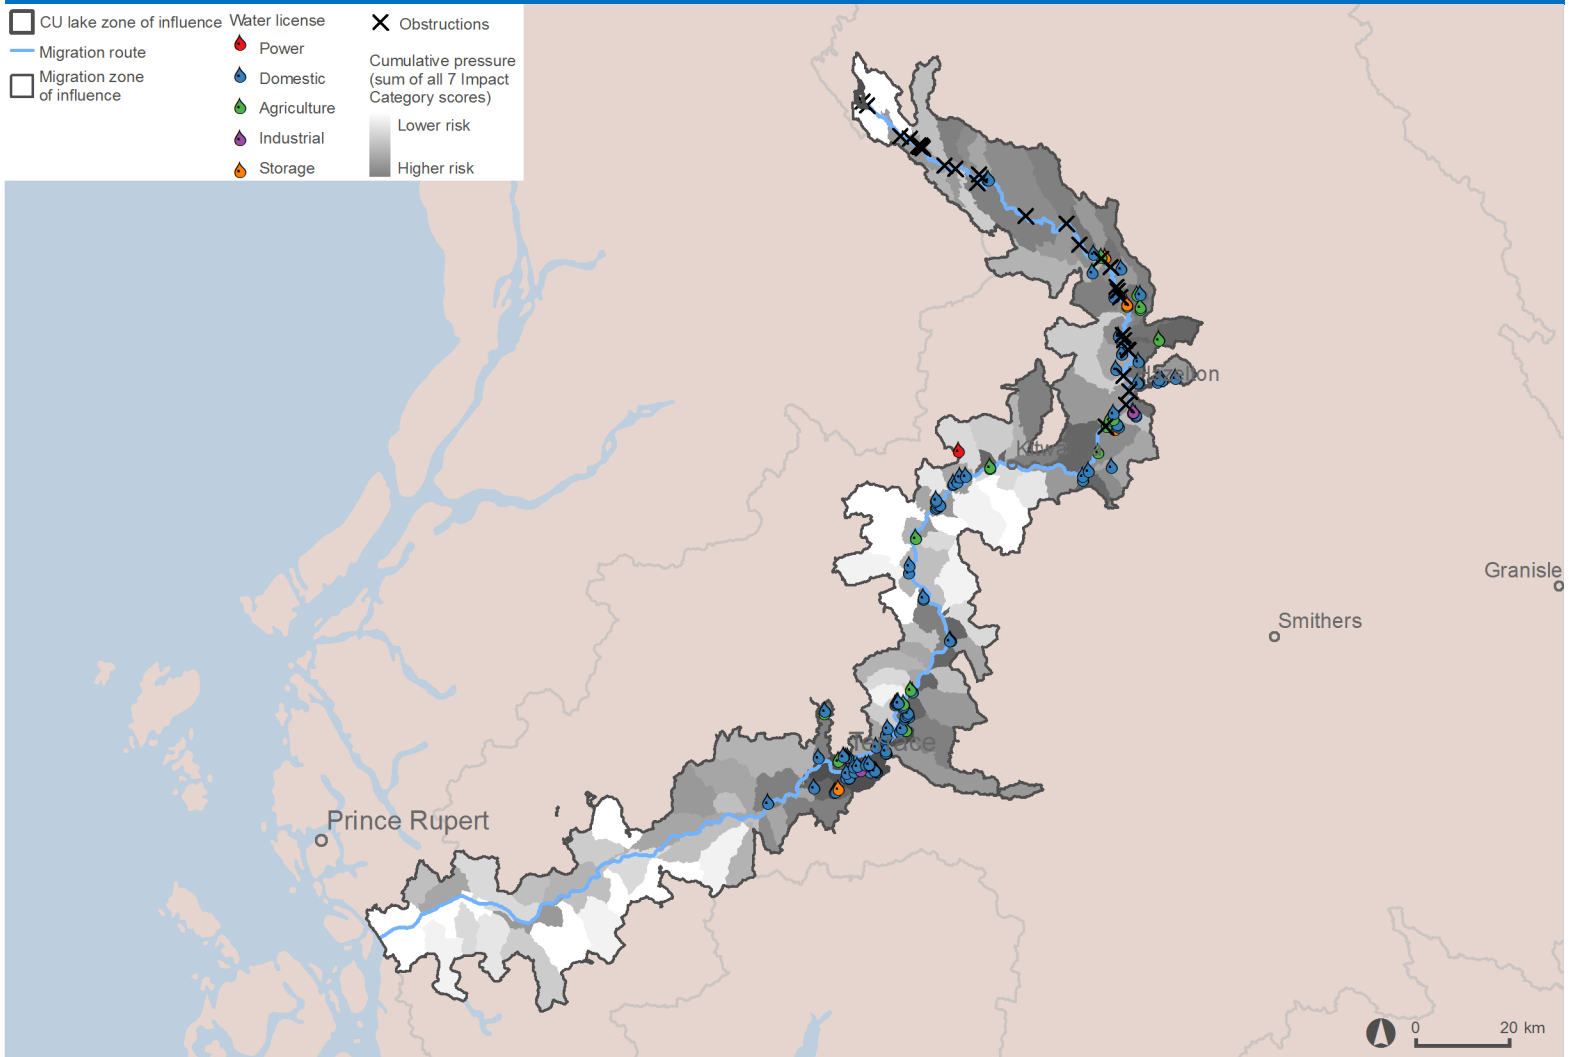 CU lake zone of influence
Migration route
Migration zone
of influence
Water license
Power
Domestic
Agriculture
Industrial
Storage
Obstructions
Cumulative pressure
(sum of all 7 Impact
Category scores)
Lower risk
Higher risk
Hazelton
Granisle
Smithers
Terrace
Prince Rupert
0 20 km